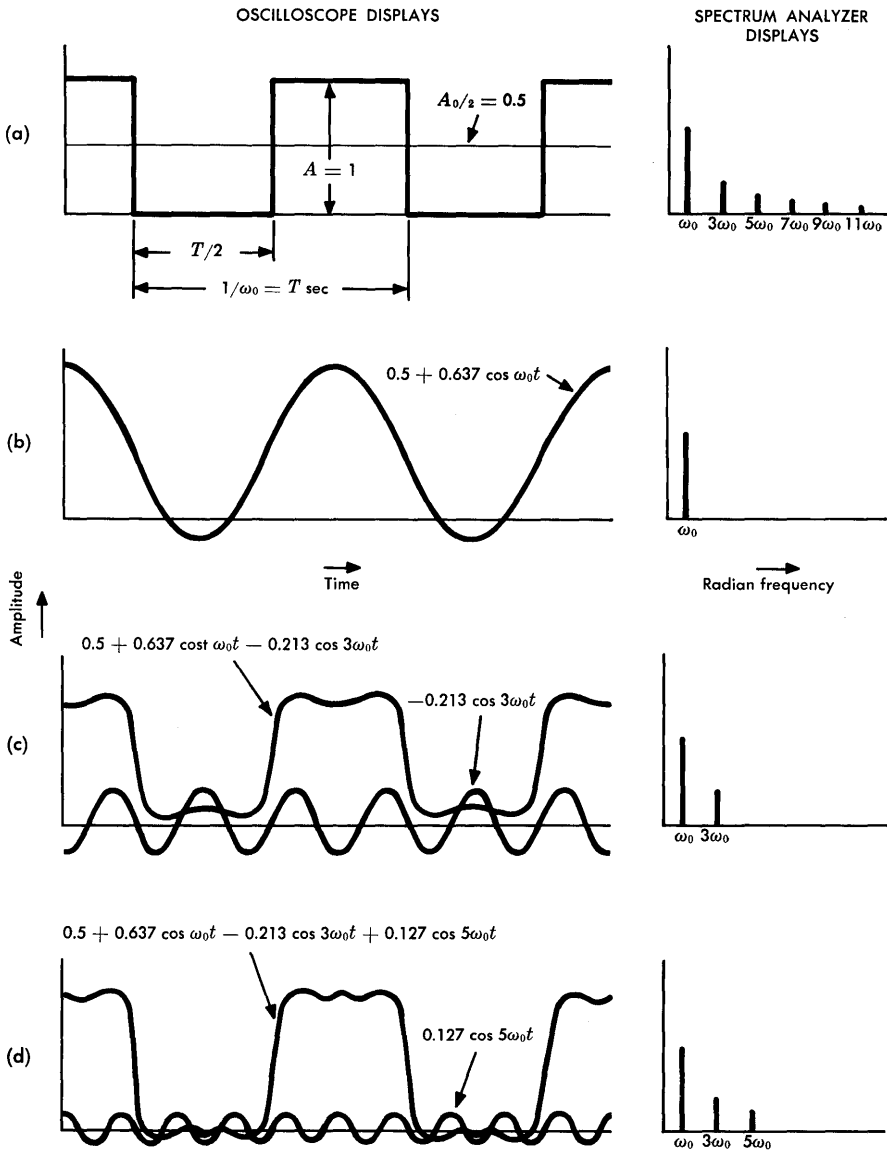 OSCILLOSCOPE DISPLAYS
SPECTRUM ANALYZER
DISPLAYS
(a)
A₀/₂ = 0.5
A = 1
T/2
1/ω₀ = T sec
ω₀ 3ω₀ 5ω₀ 7ω₀ 9ω₀ 11ω₀
(b)
0.5 + 0.637 cos ω₀t
ω₀
Time
Radian frequency
Amplitude
(c)
0.5 + 0.637 cost ω₀t − 0.213 cos 3ω₀t
−0.213 cos 3ω₀t
ω₀ 3ω₀
(d)
0.5 + 0.637 cos ω₀t − 0.213 cos 3ω₀t + 0.127 cos 5ω₀t
0.127 cos 5ω₀t
ω₀ 3ω₀ 5ω₀